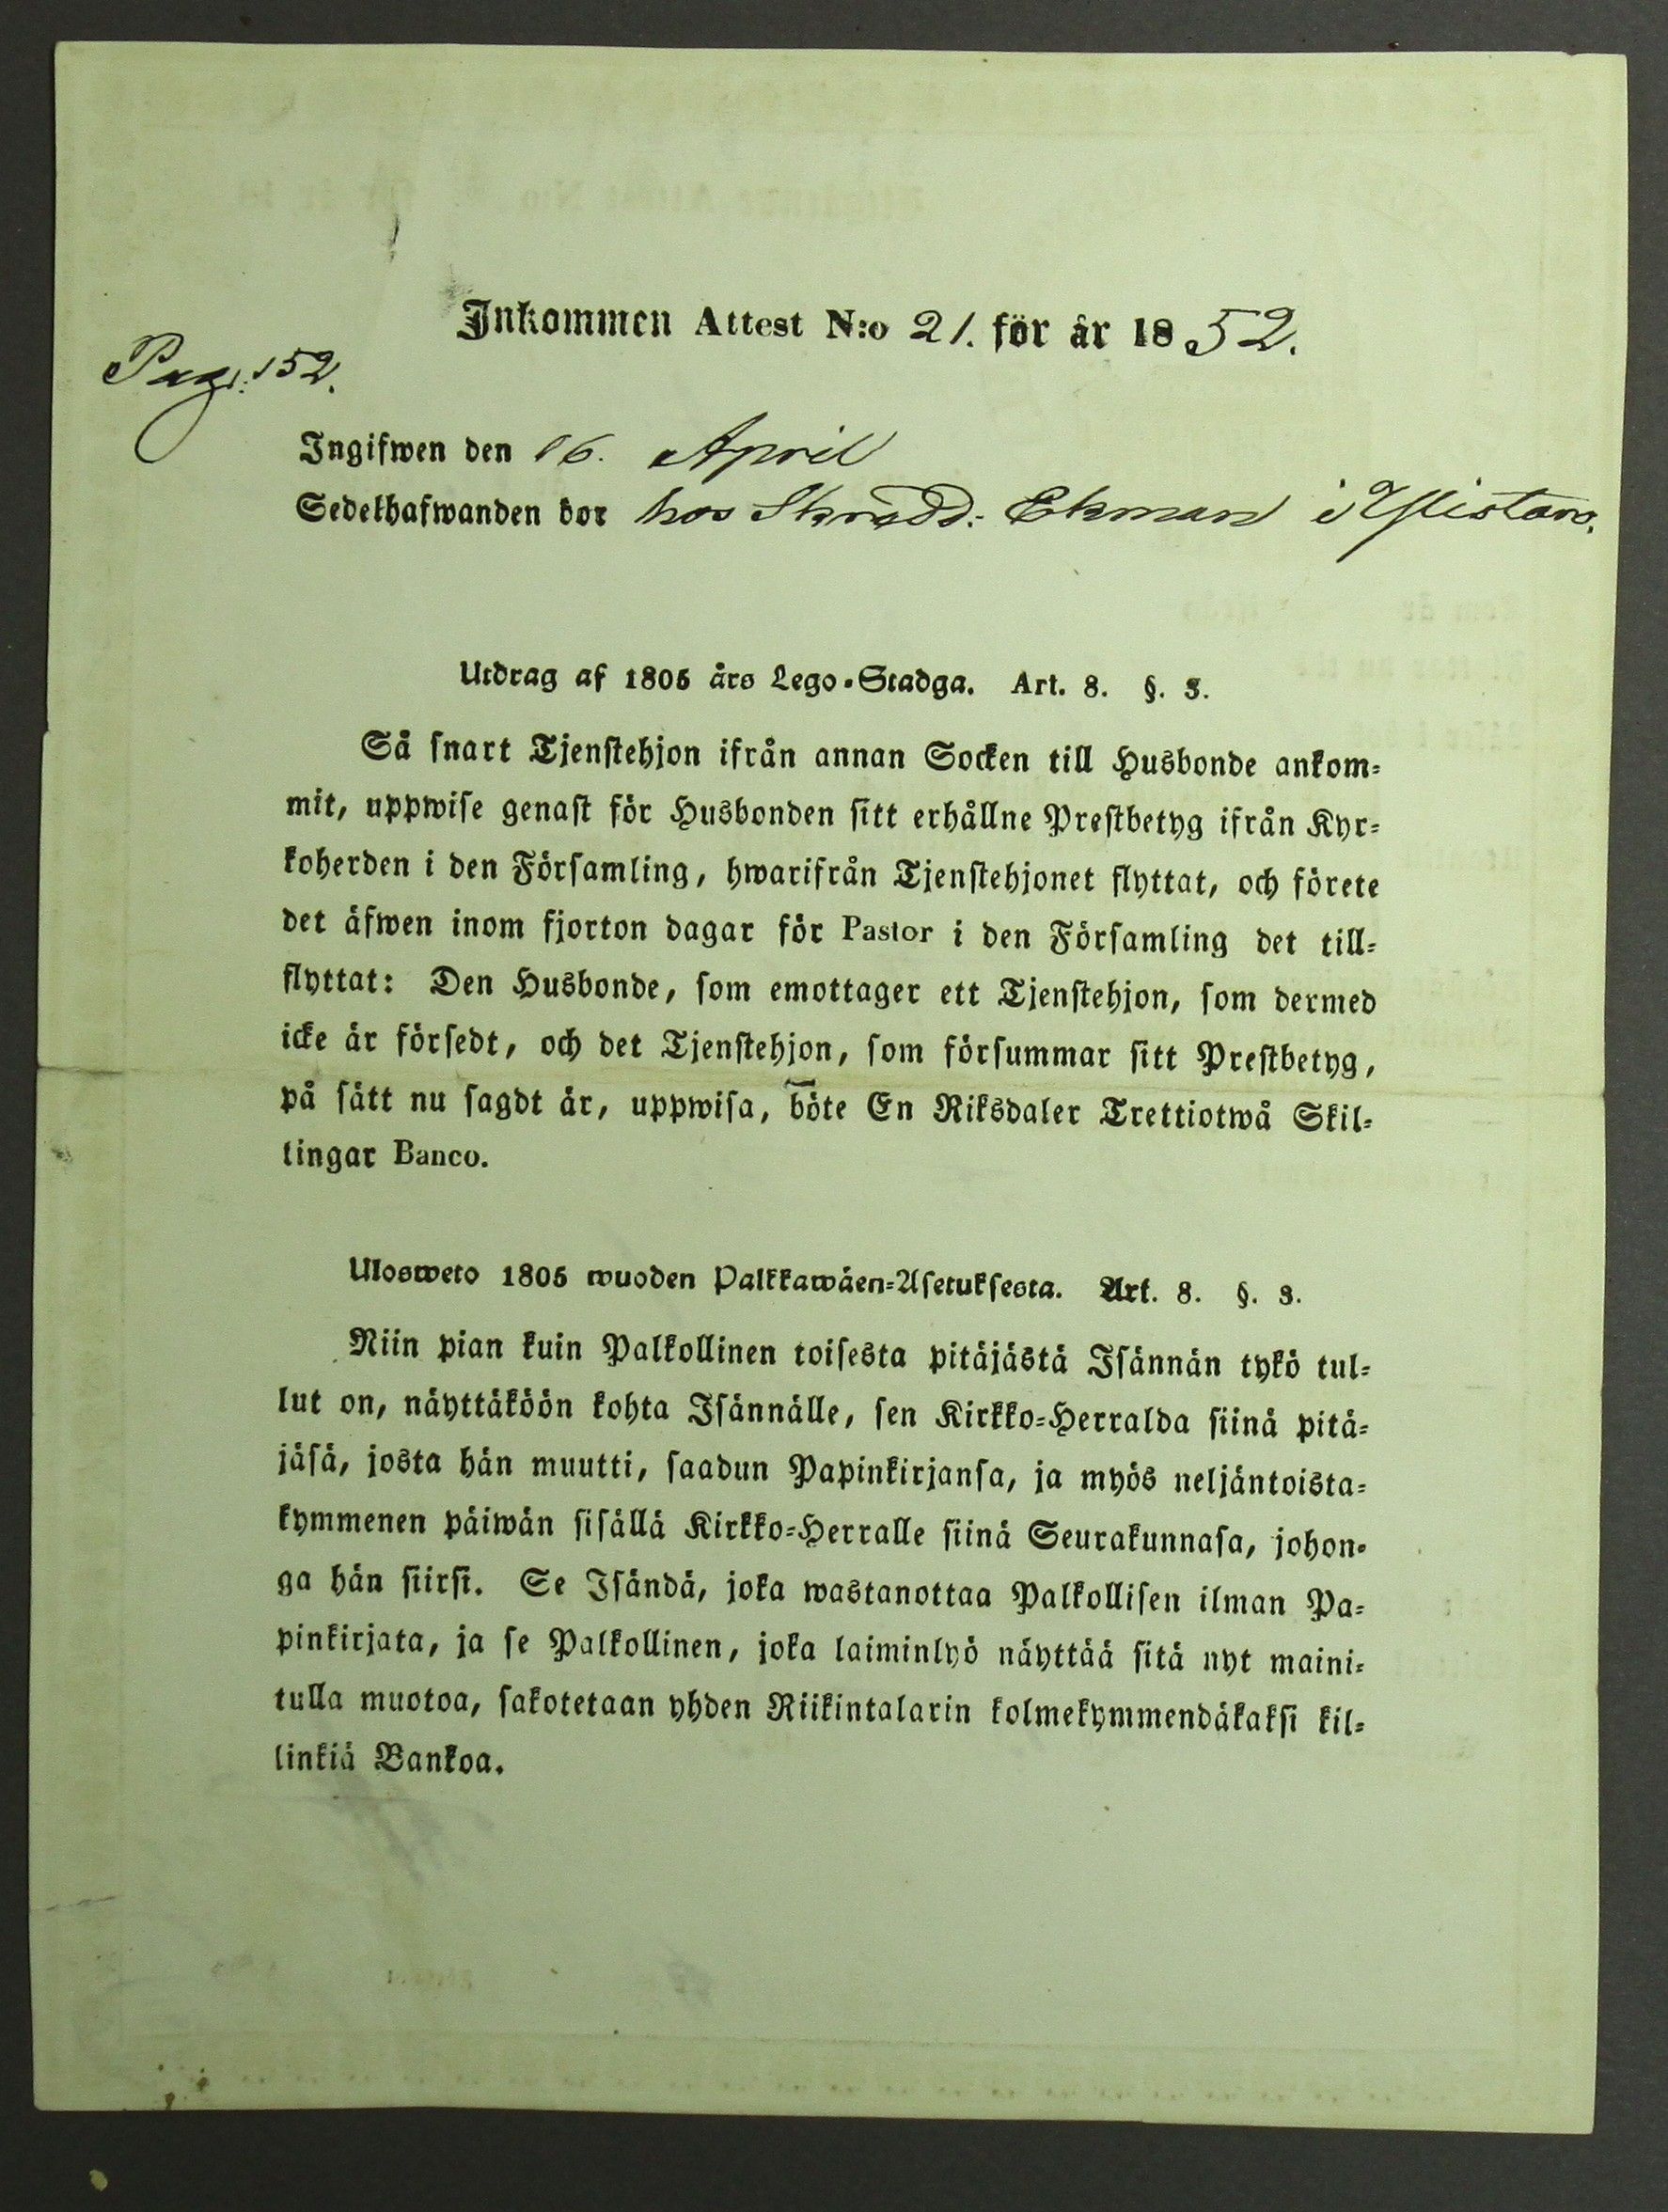 Inkommen Attest N:o 21. för år 1852.
Pag: 152.
Ingifwen den 16. April
Sedelhafwanden bor hos Skrädd: Ekman i Ylistaro.
Utdrag af 1805 års Lego-Stadga. Art. 8. §. 3.
Så snart Tjenstehjon ifrån annan Socken till Husbonde ankom-
mit, uppwise genast för Husbonden sitt erhållne Prestbetyg ifrån Kyr-
koherden i den Församling, hwarifrån Tjenstehjonet flyttat, och förete
det äfwen inom fjorton dagar för Pastor i den Församling det till-
flyttat: Den Husbonde, som emottager ett Tjenstehjon, som dermed
icke är försedt, och det Tjenstehjon, som försummar sitt Prestbetyg,
på sätt nu sagdt är, uppwisa, böte En Riksdaler Trettiotwå Skil-
lingar Banco.
Ulosweto 1805 wuoden Palkkawäen-Asetuksesta. Art. 8. §. 3.
Niin pian kuin Palkollinen toisesta pitäjästä Isännän tykö tul-
lut on, näyttäköön kohta Isännälle, sen Kirkko-Herralda siinä pitä-
jäsä, josta hän muutti, saadun Papinkirjansa, ja myös neljäntoista-
kymmenen päiwän sisällä Kirkko-Herralle siinä Seurakunnasa, johon-
ga hän siirsi. Se Isändä, joka wastanottaa Palkollisen ilman Pa-
pinkirjata, ja se Palkollinen, joka laiminlyö näyttää sitä nyt maini-
tulla muotoa, sakotetaan yhden Riikintalarin kolmekymmendäkaksi kil-
linkiä Bankoa.